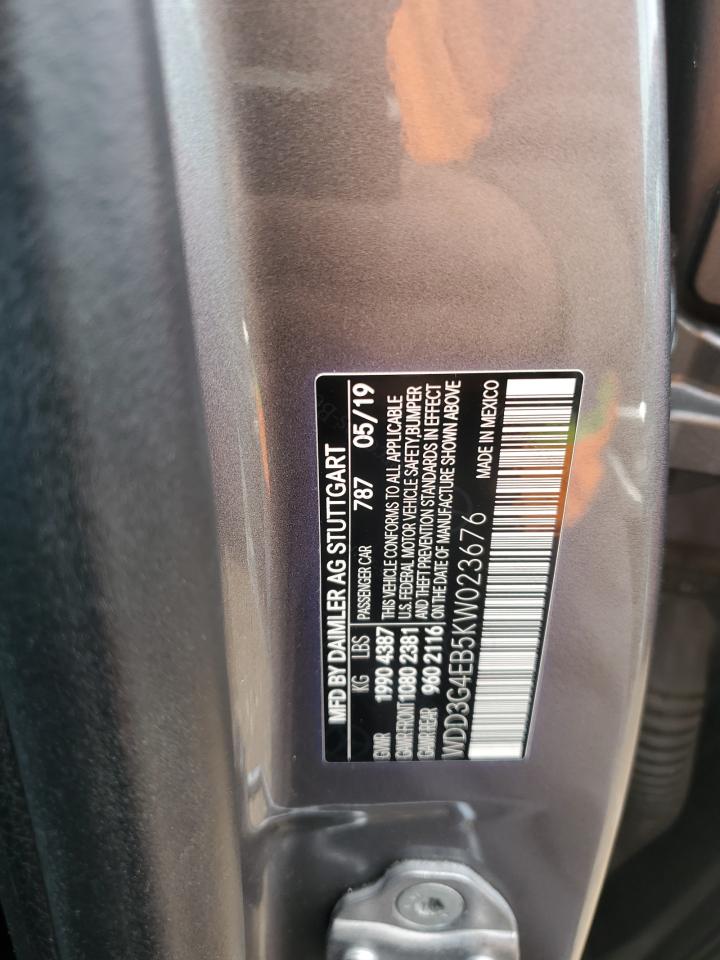 MFD BY DAIMLER AG STUTTGART
KG LBS PASSENGER CAR 787 05/19
GVWR 1990 4387 THIS VEHICLE CONFORMS TO ALL APPLICABLE
GAWR FRONT 1080 2381 U.S. FEDERAL MOTOR VEHICLE SAFETY,BUMPER
GAWR REAR 960 2116 AND THEFT PREVENTION STANDARDS IN EFFECT
ON THE DATE OF MANUFACTURE SHOWN ABOVE
WDD3G4EB5KW023676 MADE IN MEXICO